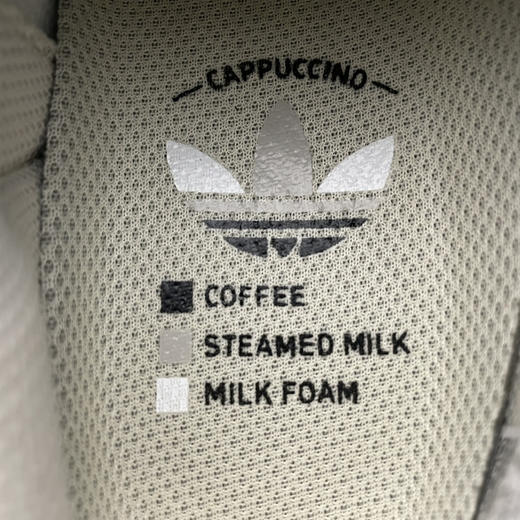 CAPPUCCINO
COFFEE
STEAMED MILK
MILK FOAM